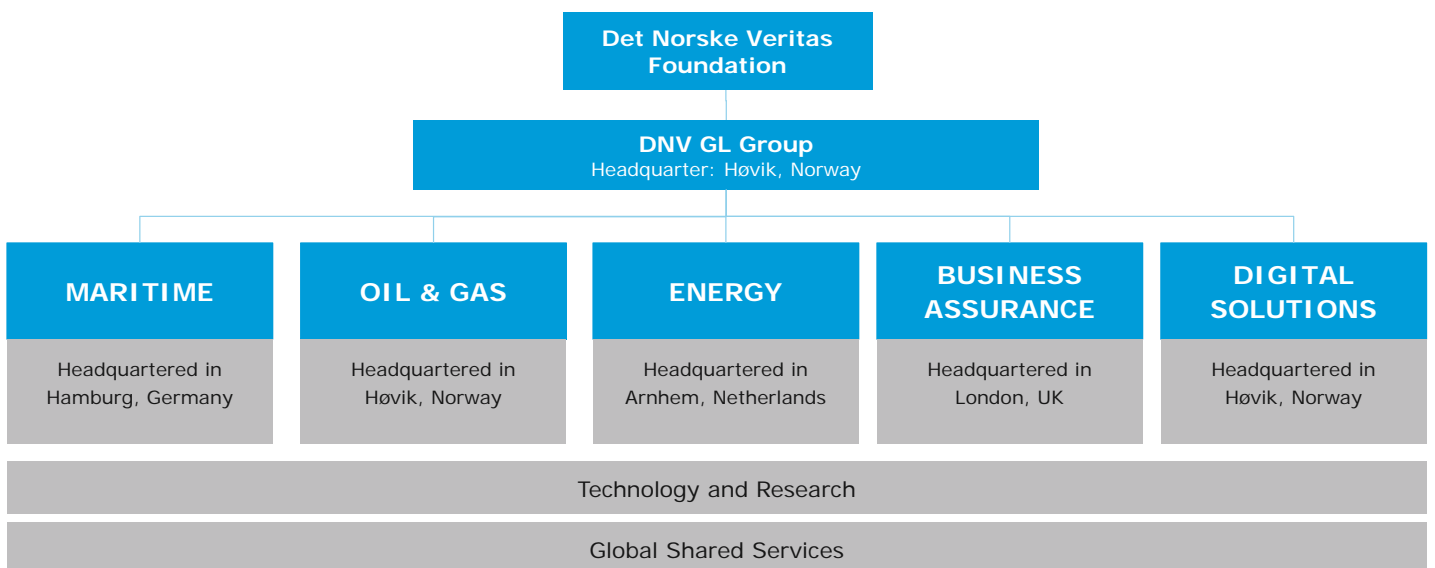 Det Norske Veritas
Foundation
DNV GL Group
Headquarter: Høvik, Norway
MARITIME
Headquartered in
Hamburg, Germany
OIL & GAS
Headquartered in
Høvik, Norway
ENERGY
Headquartered in
Arnhem, Netherlands
BUSINESS
ASSURANCE
Headquartered in
London, UK
DIGITAL
SOLUTIONS
Headquartered in
Høvik, Norway
Technology and Research
Global Shared Services